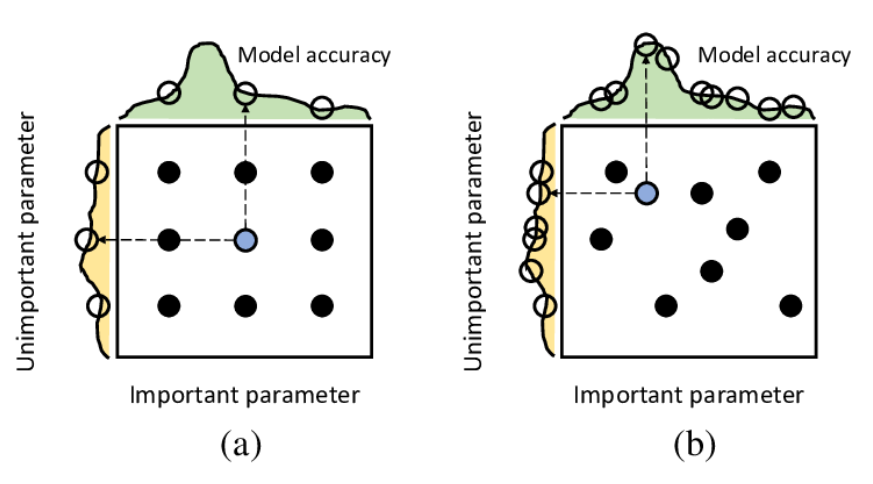 Model accuracy
Unimportant parameter
Important parameter
(a)
Model accuracy
Unimportant parameter
Important parameter
(b)